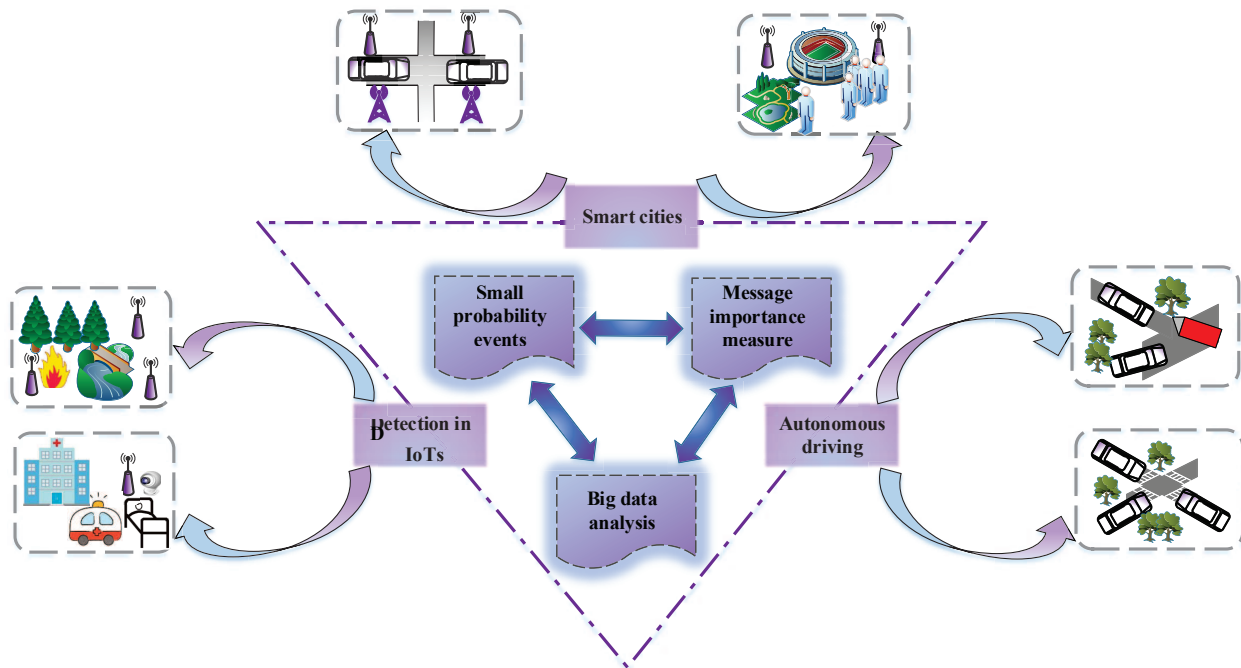 Smart cities
Small
probability
events
Message
importance
measure
Detection in
IoTs
Autonomous
driving
Big data
analysis